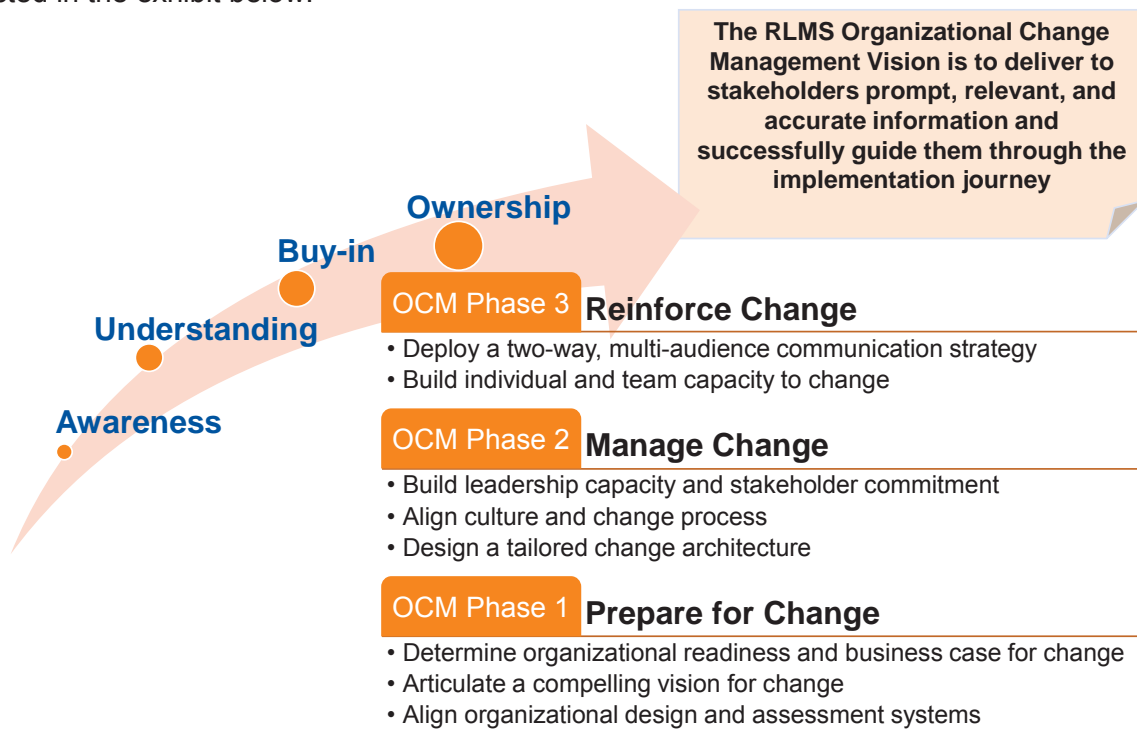 The RLMS Organizational Change
Management Vision is to deliver to
stakeholders prompt, relevant, and
accurate information and
successfully guide them through the
implementation journey
Ownership
Buy-in
Understanding
Awareness
OCM Phase 3 Reinforce Change
• Deploy a two-way, multi-audience communication strategy
• Build individual and team capacity to change
OCM Phase 2 Manage Change
• Build leadership capacity and stakeholder commitment
• Align culture and change process
• Design a tailored change architecture
OCM Phase 1 Prepare for Change
• Determine organizational readiness and business case for change
• Articulate a compelling vision for change
• Align organizational design and assessment systems